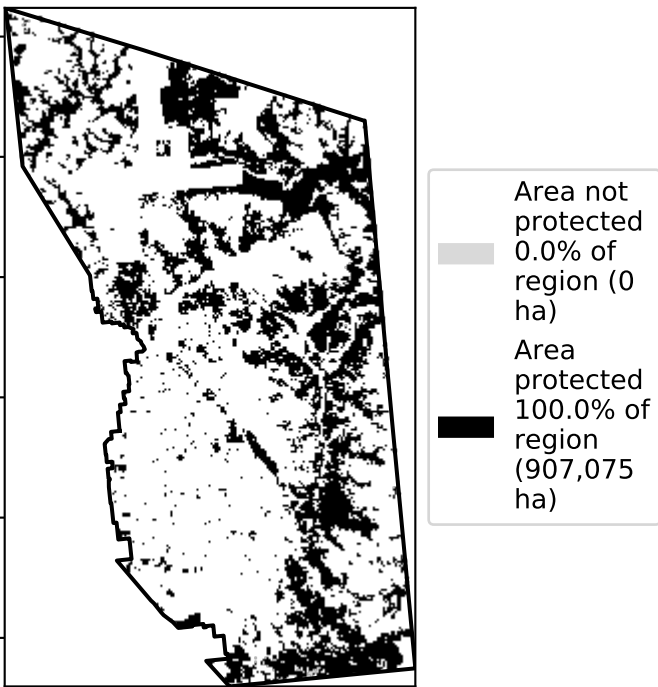 Area not
protected
0.0% of
region (0
ha)
Area
protected
100.0% of
region
(907,075
ha)